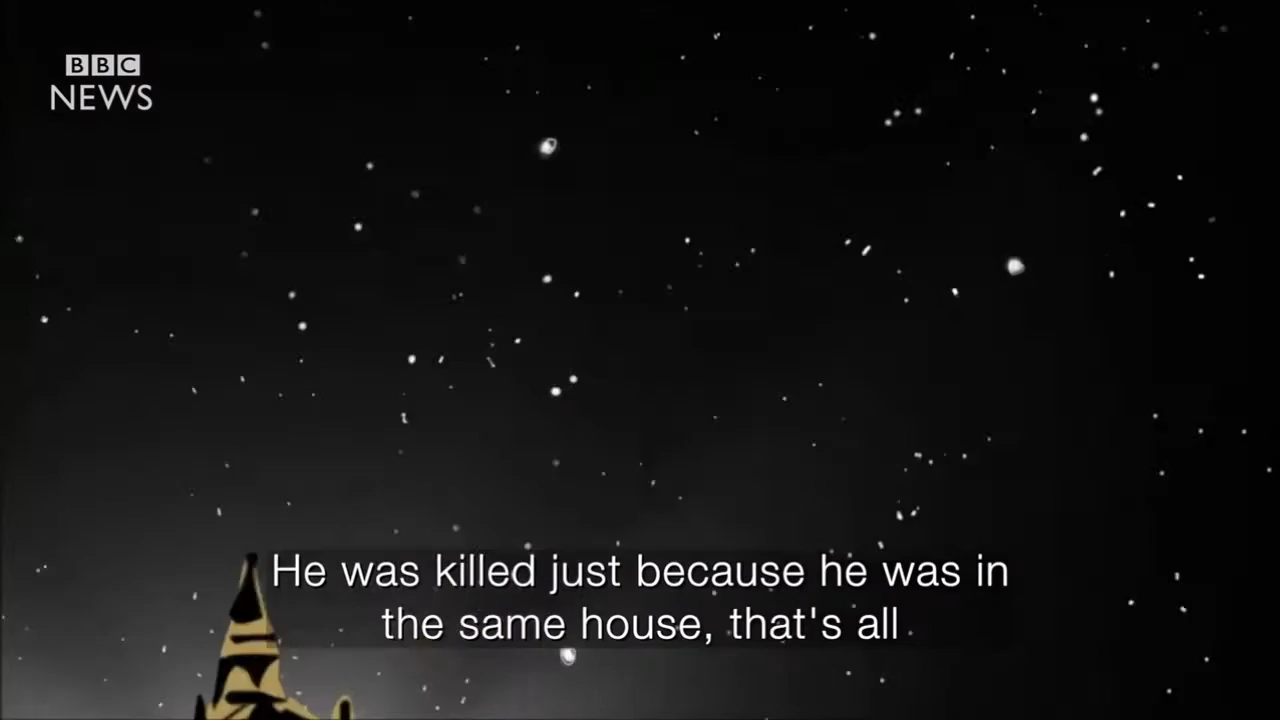 BBC
NEWS
He was killed just because he was in
the same house, that's all